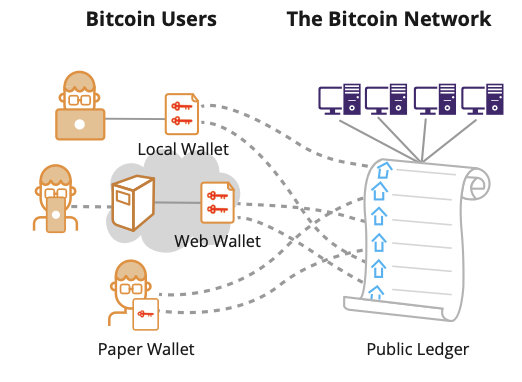 Bitcoin Users
The Bitcoin Network
Local Wallet
Web Wallet
Paper Wallet
Public Ledger